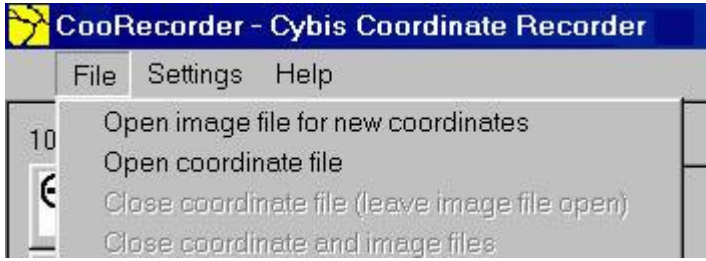 CooRecorder - Cybis Coordinate Recorder
File Settings Help
Open image file for new coordinates
10
Open coordinate file
Close coordinate file (leave image file open)
Close coordinate and image files